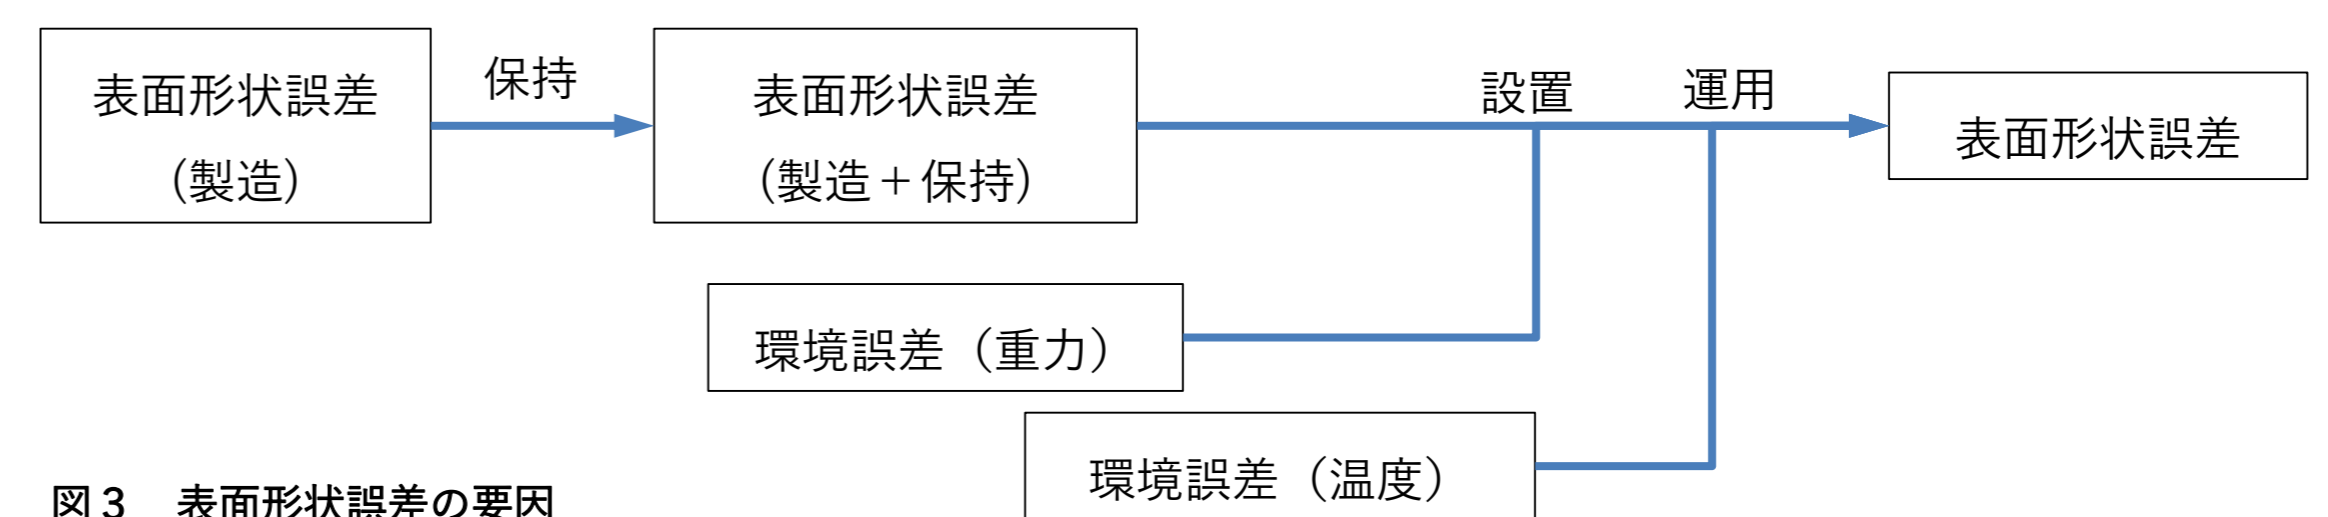 表面形状誤差
（製造）
保持
表面形状誤差
（製造＋保持）
設置
運用
表面形状誤差
環境誤差（重力）
環境誤差（温度）
図３　表面形状誤差の要因